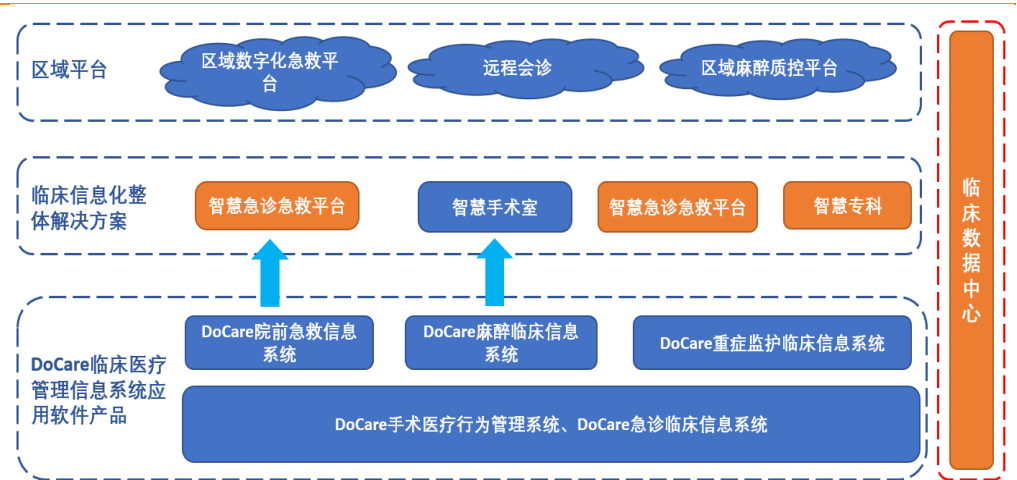 区域平台
区域数字化急救平
台
远程会诊
区域麻醉质控平台
临床信息化整
体解决方案
智慧急诊急救平台
智慧手术室
智慧急诊急救平台
智慧专科
DoCare临床医疗
管理信息系统应
用软件产品
DoCare院前急救信息
系统
DoCare麻醉临床信息
系统
DoCare重症监护临床信息系统
DoCare手术医疗行为管理系统、DoCare急诊临床信息系统
临
床
数
据
中
心